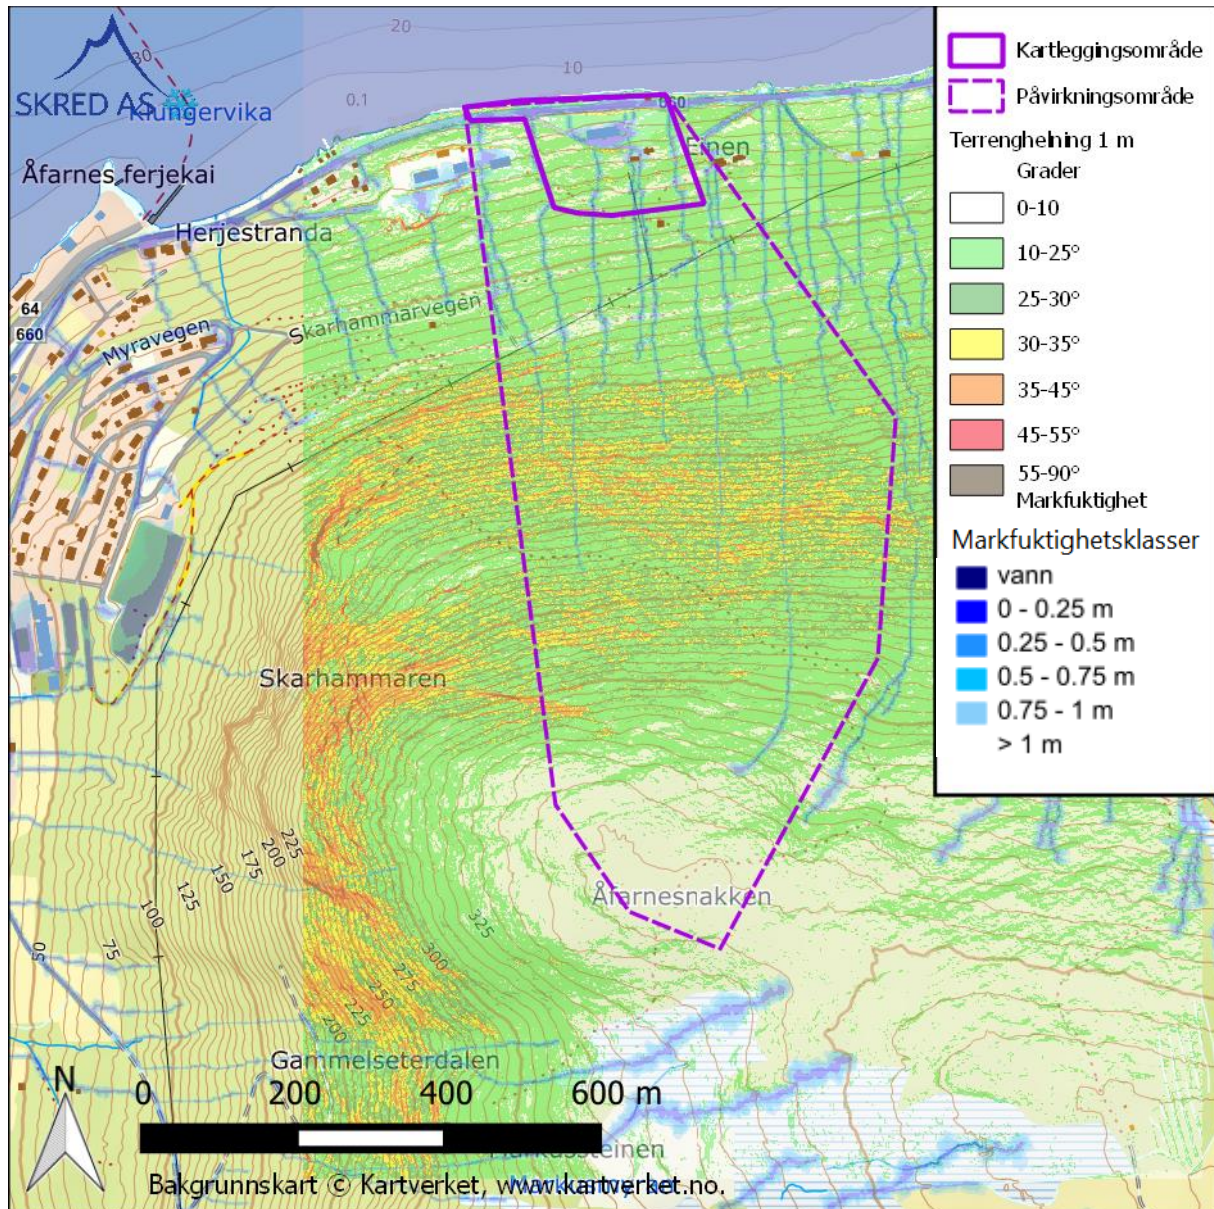 20
30
10
0.1
SKRED AS
Klungervika
660
Einen
Åfarnes ferjekai
Herjestranda
64
660
Myravegen
Skarhammarvegen
Skarhammaren
Åfarnesnakken
225
200
175
150
125
100
75
50
325
300
275
250
225
200
Gammelseterdalen
N
0 200 400 600 m
Bakgrunnskart © Kartverket, www.kartverket.no.
Kartleggingsområde
Påvirkningsområde
Terrenghelning 1 m
Grader
0-10
10-25°
25-30°
30-35°
35-45°
45-55°
55-90°
Markfuktighet
Markfuktighetsklasser
vann
0 - 0.25 m
0.25 - 0.5 m
0.5 - 0.75 m
0.75 - 1 m
> 1 m